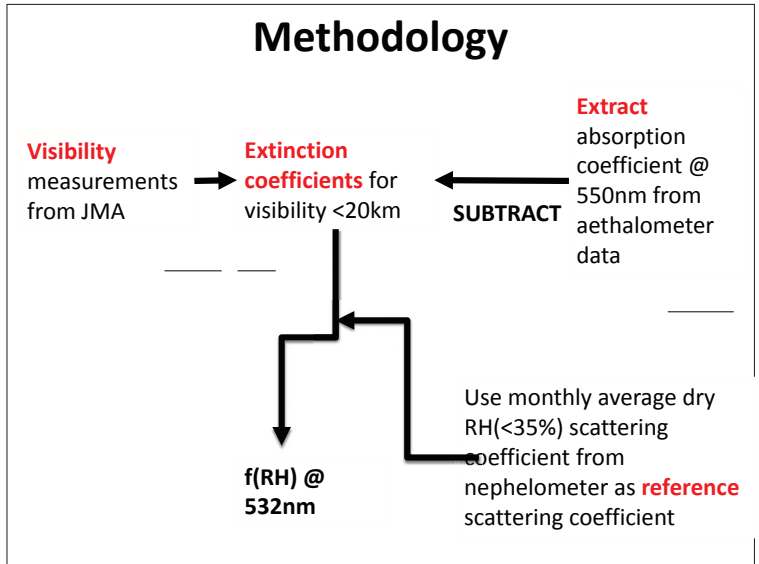 Methodology
Visibility
measurements
from JMA
Extinction
coefficients for
visibility <20km
SUBTRACT
Extract
absorption
coefficient @
550nm from
aethalometer
data
Use monthly average dry
RH(<35%) scattering
coefficient from
nephelometer as reference
scattering coefficient
f(RH) @
532nm